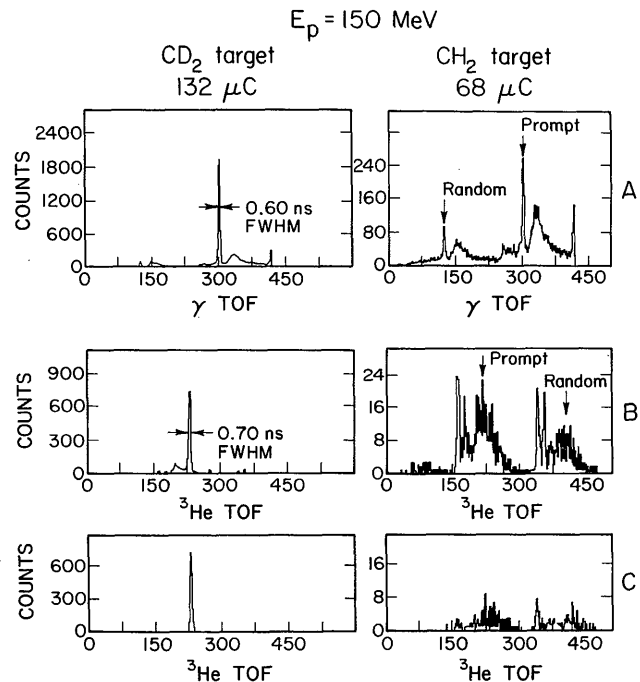 E_p = 150 MeV
CD₂ target
132 μC
CH₂ target
68 μC
COUNTS
2400
1800
1200
600
0
0.60 ns
FWHM
0 150 300 450
γ TOF
240
160
80
0
Random
Prompt
0 150 300 450
γ TOF
A
COUNTS
900
600
300
0
0.70 ns
FWHM
0 150 300 450
³He TOF
24
16
8
0
Prompt
Random
0 150 300 450
³He TOF
B
COUNTS
600
300
0
0 150 300 450
³He TOF
22
16
8
0
0 150 300 450
³He TOF
C